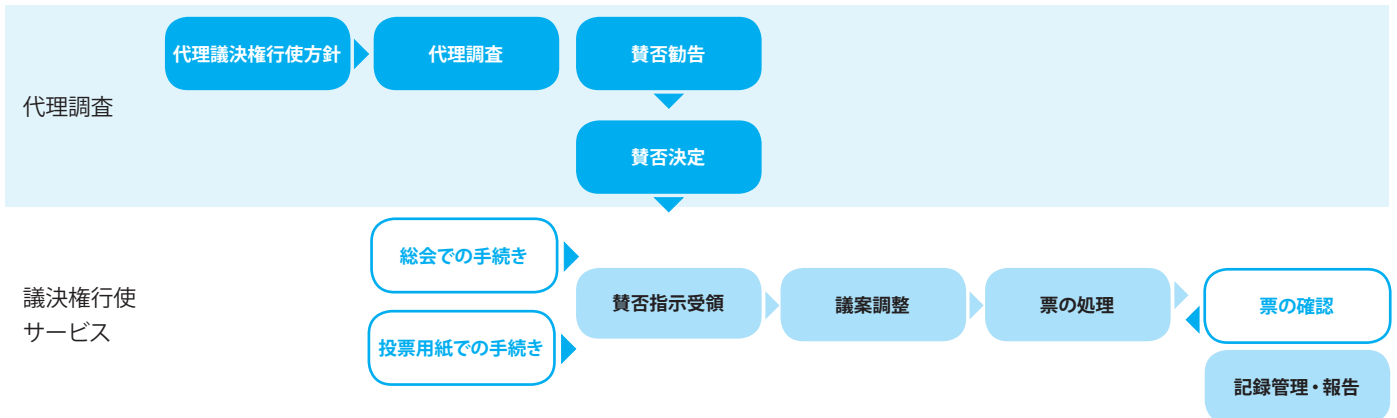 代理調査
代理議決権行使方針
代理調査
賛否勧告
賛否決定
議決権行使
サービス
総会での手続き
投票用紙での手続き
賛否指示受領
議案調整
票の処理
票の確認
記録管理・報告